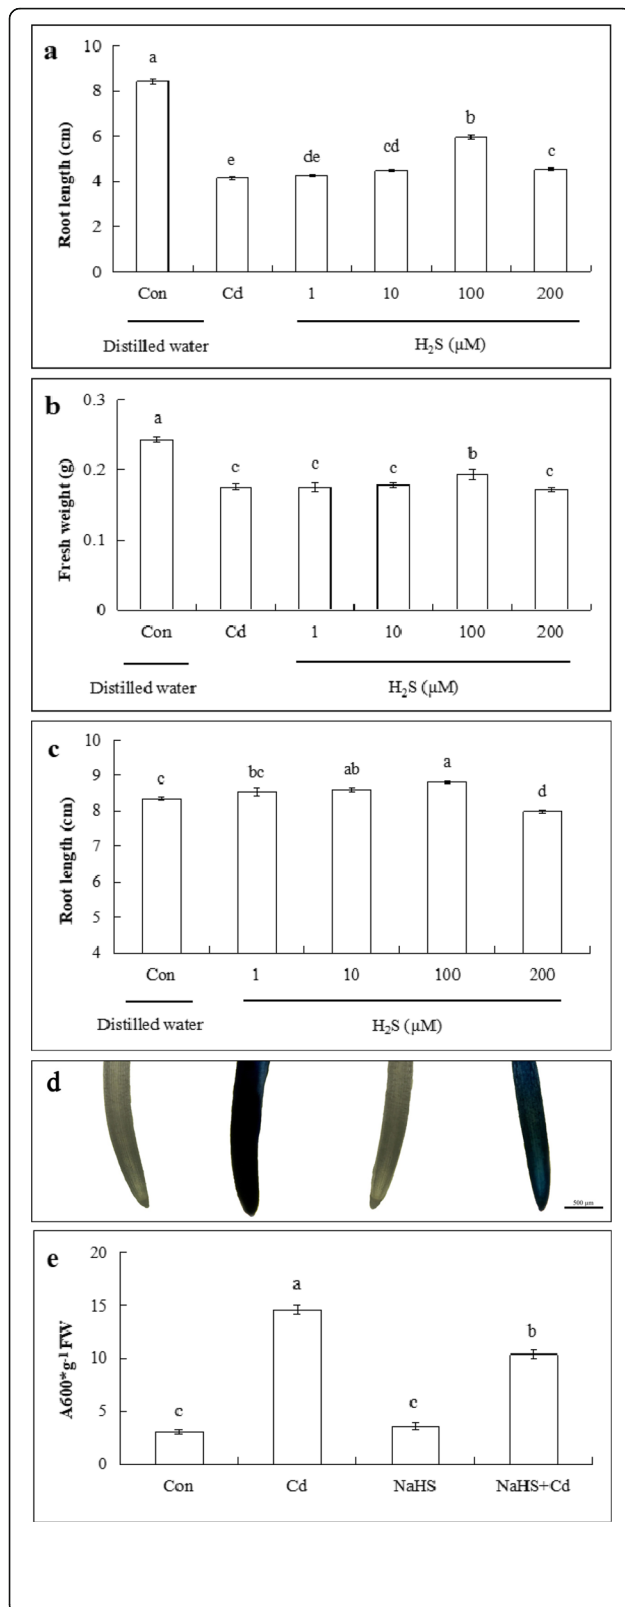 a
Root length (cm)
10
8
6
4
2
0
a
e
de
cd
b
c
Con Cd 1 10 100 200
Distilled water H₂S (μM)
b
Fresh weight (g)
0.3
0.2
0.1
0
a
c
c
c
b
c
Con Cd 1 10 100 200
Distilled water H₂S (μM)
c
Root length (cm)
10
9
8
7
6
5
4
c
bc
ab
a
d
Con 1 10 100 200
Distilled water H₂S (μM)
d
500 μm
e
A600*g⁻¹FW
20
15
10
5
0
c
a
c
b
Con Cd NaHS NaHS+Cd